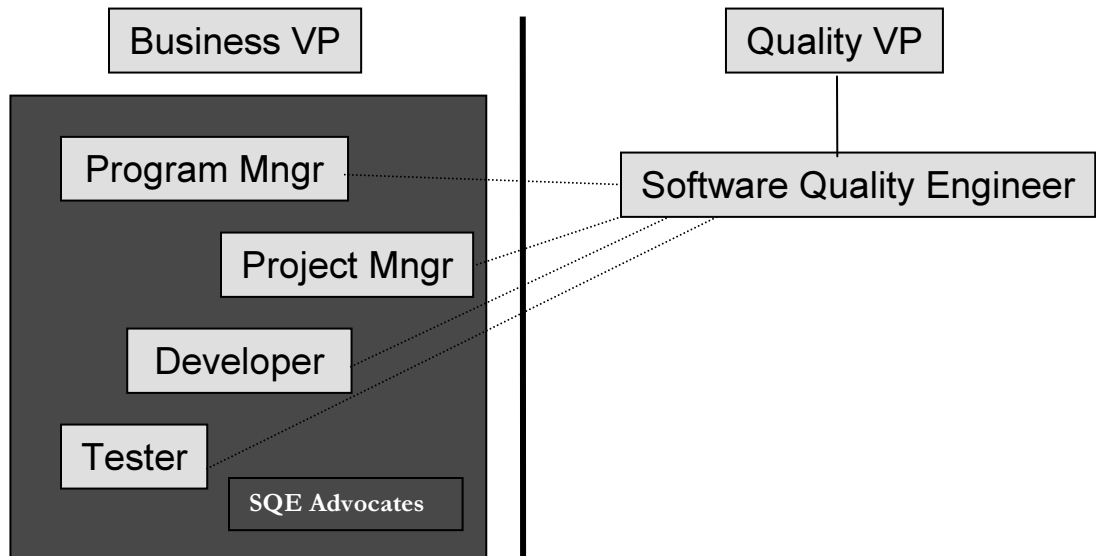 Business VP
Quality VP
Program Mngr
Software Quality Engineer
Project Mngr
Developer
Tester
SQE Advocates